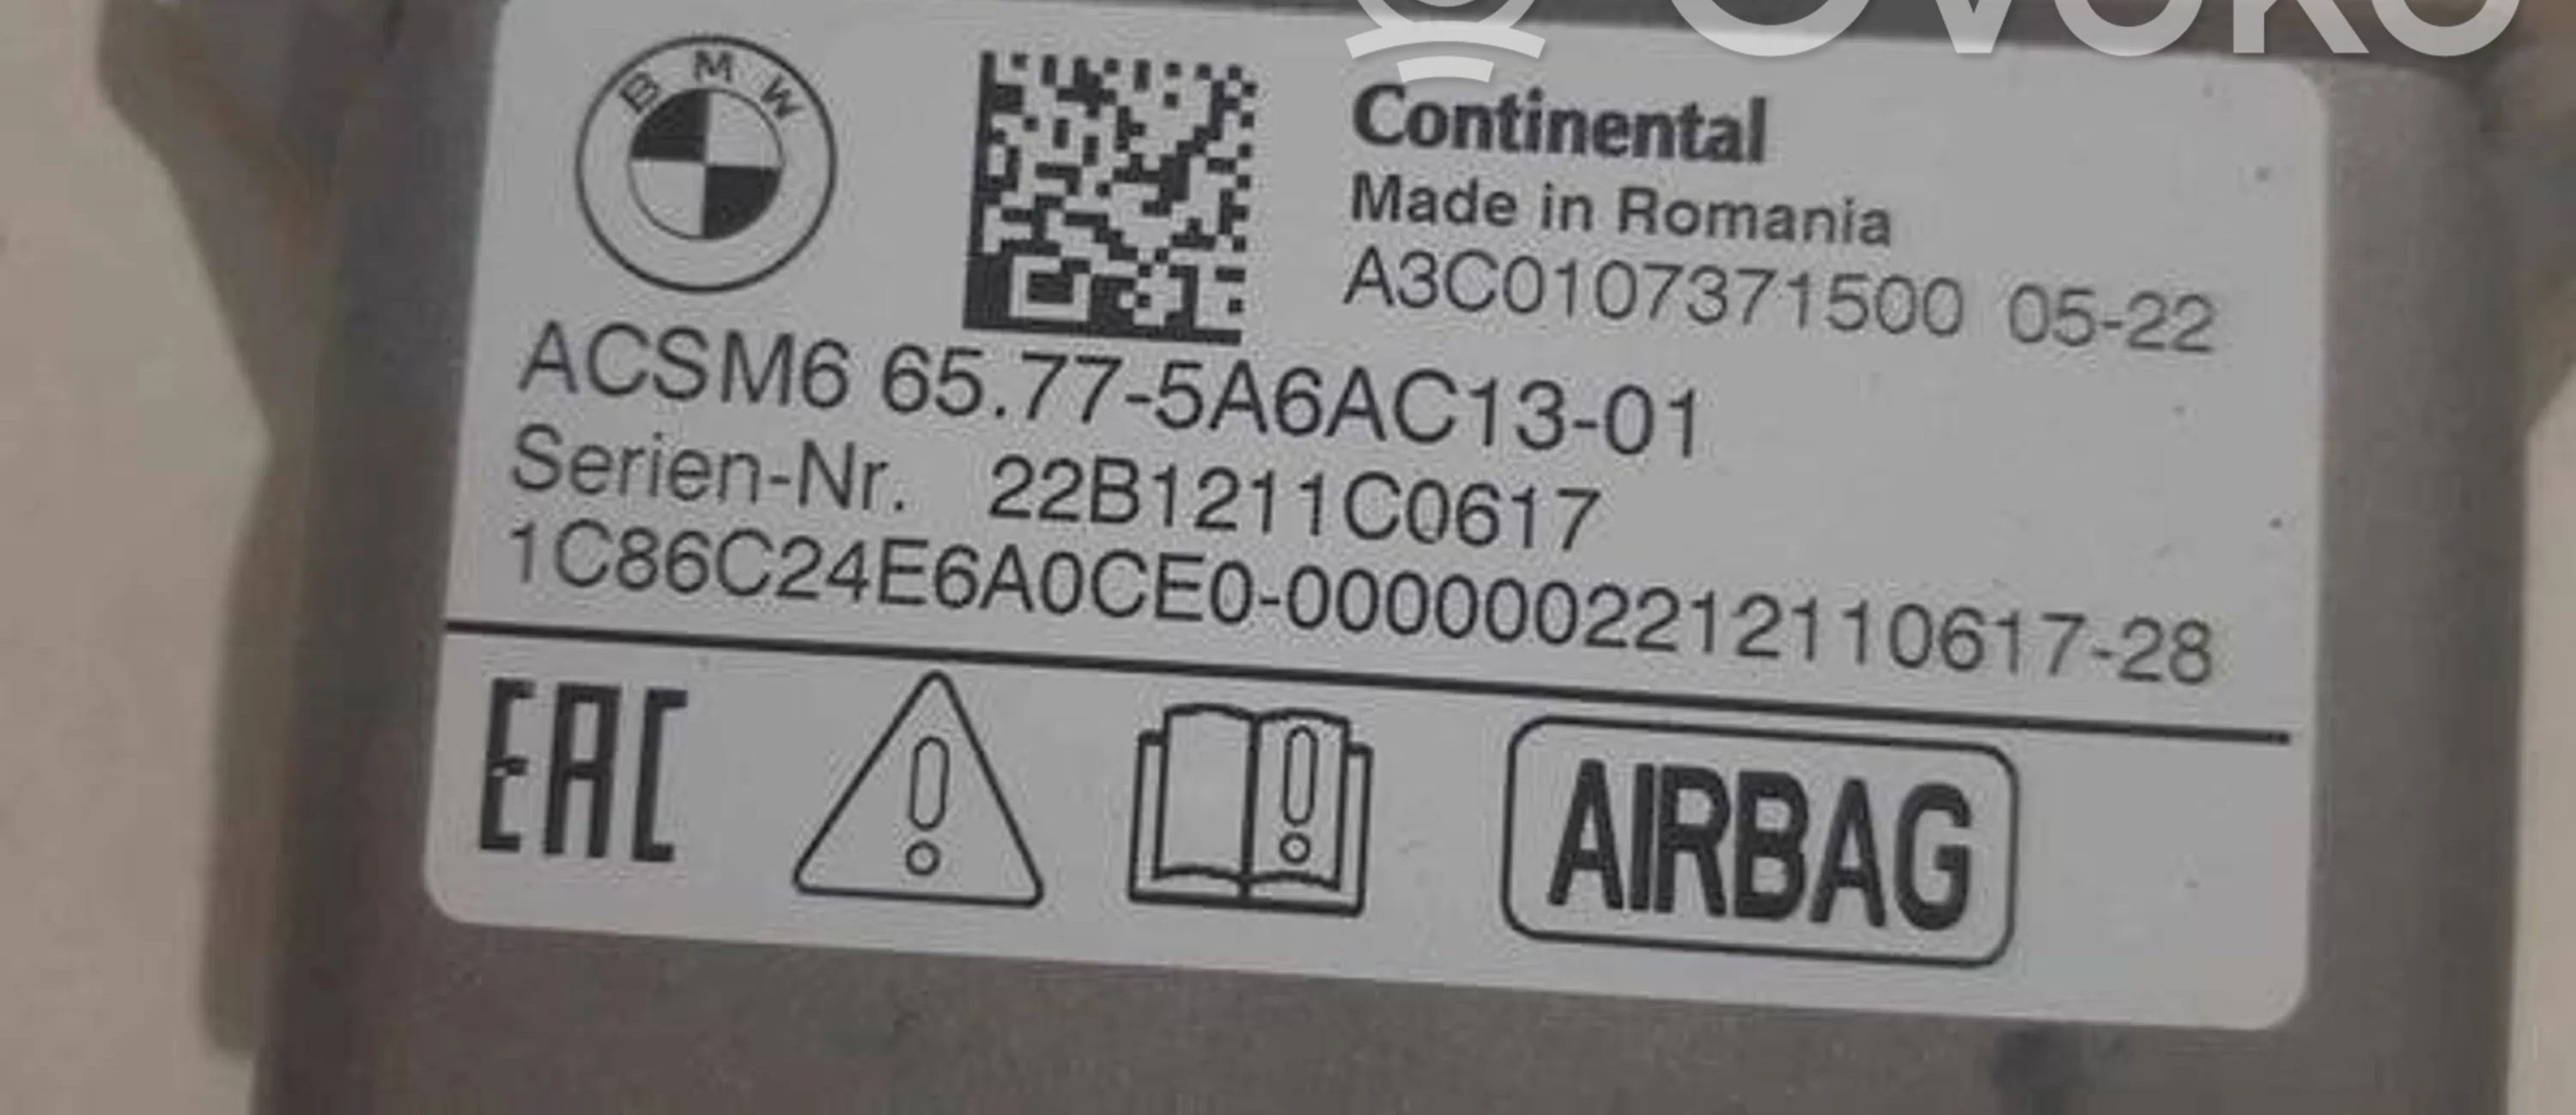 OVOKO
BMW
Continental
Made in Romania
A3C0107371500 05-22
ACSM6 65.77-5A6AC13-01
Serien-Nr. 22B1211C0617
1C86C24E6A0CE0-0000002212110617-28
EAC
AIRBAG